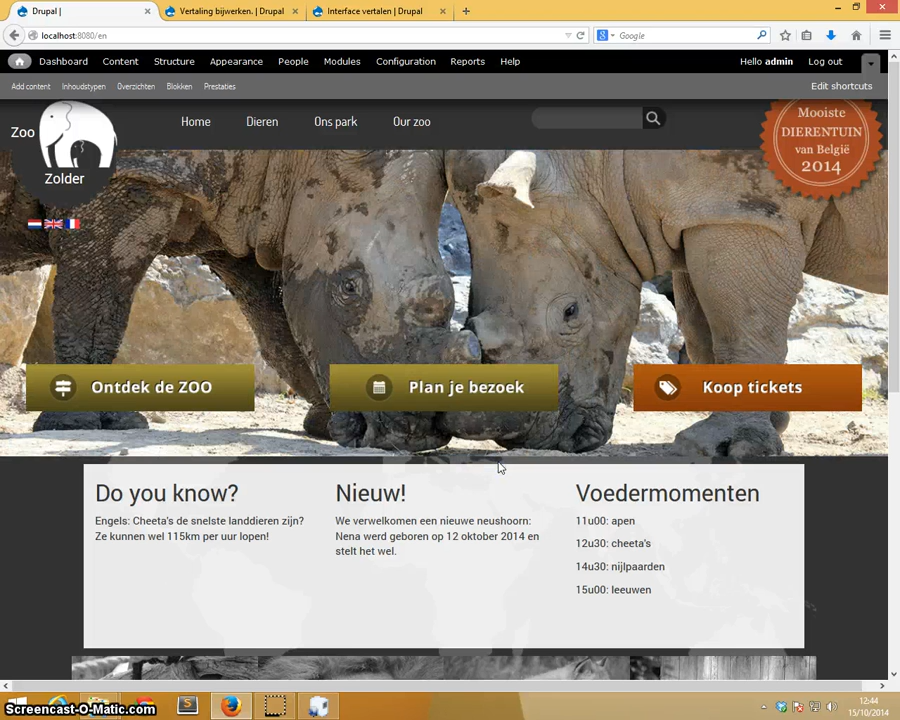 Drupal |
Vertaling bijwerken. | Drupal
Interface vertalen | Drupal
localhost:8080/en
Google
Dashboard Content Structure Appearance People Modules Configuration Reports Help
Hello admin Log out
Add content Inhoudstypen Overzichten Blokken Prestaties
Edit shortcuts
Zoo
Zolder
Home Dieren Ons park Our zoo
Mooiste
DIERENTUIN
van België
2014
Ontdek de ZOO
Plan je bezoek
Koop tickets
Do you know?
Engels: Cheeta's de snelste landdieren zijn?
Ze kunnen wel 115km per uur lopen!
Nieuw!
We verwelkomen een nieuwe neushoorn:
Nena werd geboren op 12 oktober 2014 en
stelt het wel.
Voedermomenten
11u00: apen
12u30: cheeta's
14u30: nijlpaarden
15u00: leeuwen
Screencast-O-Matic.com
12:44
15/10/2014